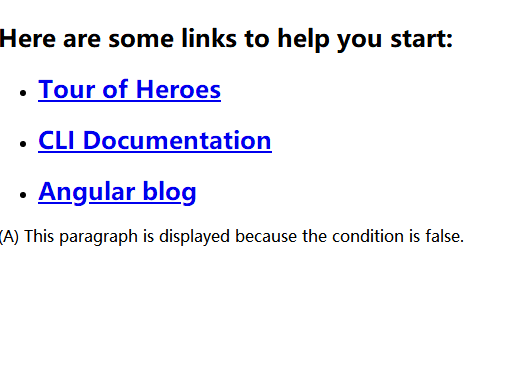 Here are some links to help you start:
Tour of Heroes
CLI Documentation
Angular blog
(A) This paragraph is displayed because the condition is false.